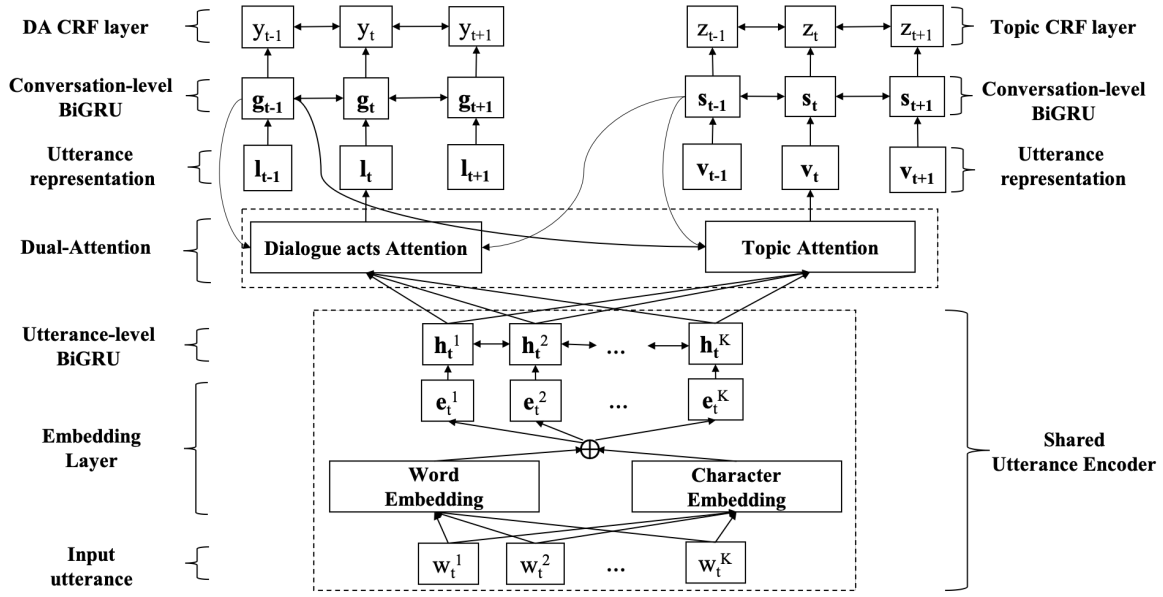 DA CRF layer
y_{t-1} y_t y_{t+1}
z_{t-1} z_t z_{t+1}
Topic CRF layer
Conversation-level
BiGRU
g_{t-1} g_t g_{t+1}
s_{t-1} s_t s_{t+1}
Conversation-level
BiGRU
Utterance
representation
l_{t-1} l_t l_{t+1}
v_{t-1} v_t v_{t+1}
Utterance
representation
Dual-Attention
Dialogue acts Attention
Topic Attention
Utterance-level
BiGRU
h_t^1 h_t^2 ... h_t^K
e_t^1 e_t^2 ... e_t^K
Embedding
Layer
Word
Embedding
Character
Embedding
Shared
Utterance Encoder
Input
utterance
w_t^1 w_t^2 ... w_t^K